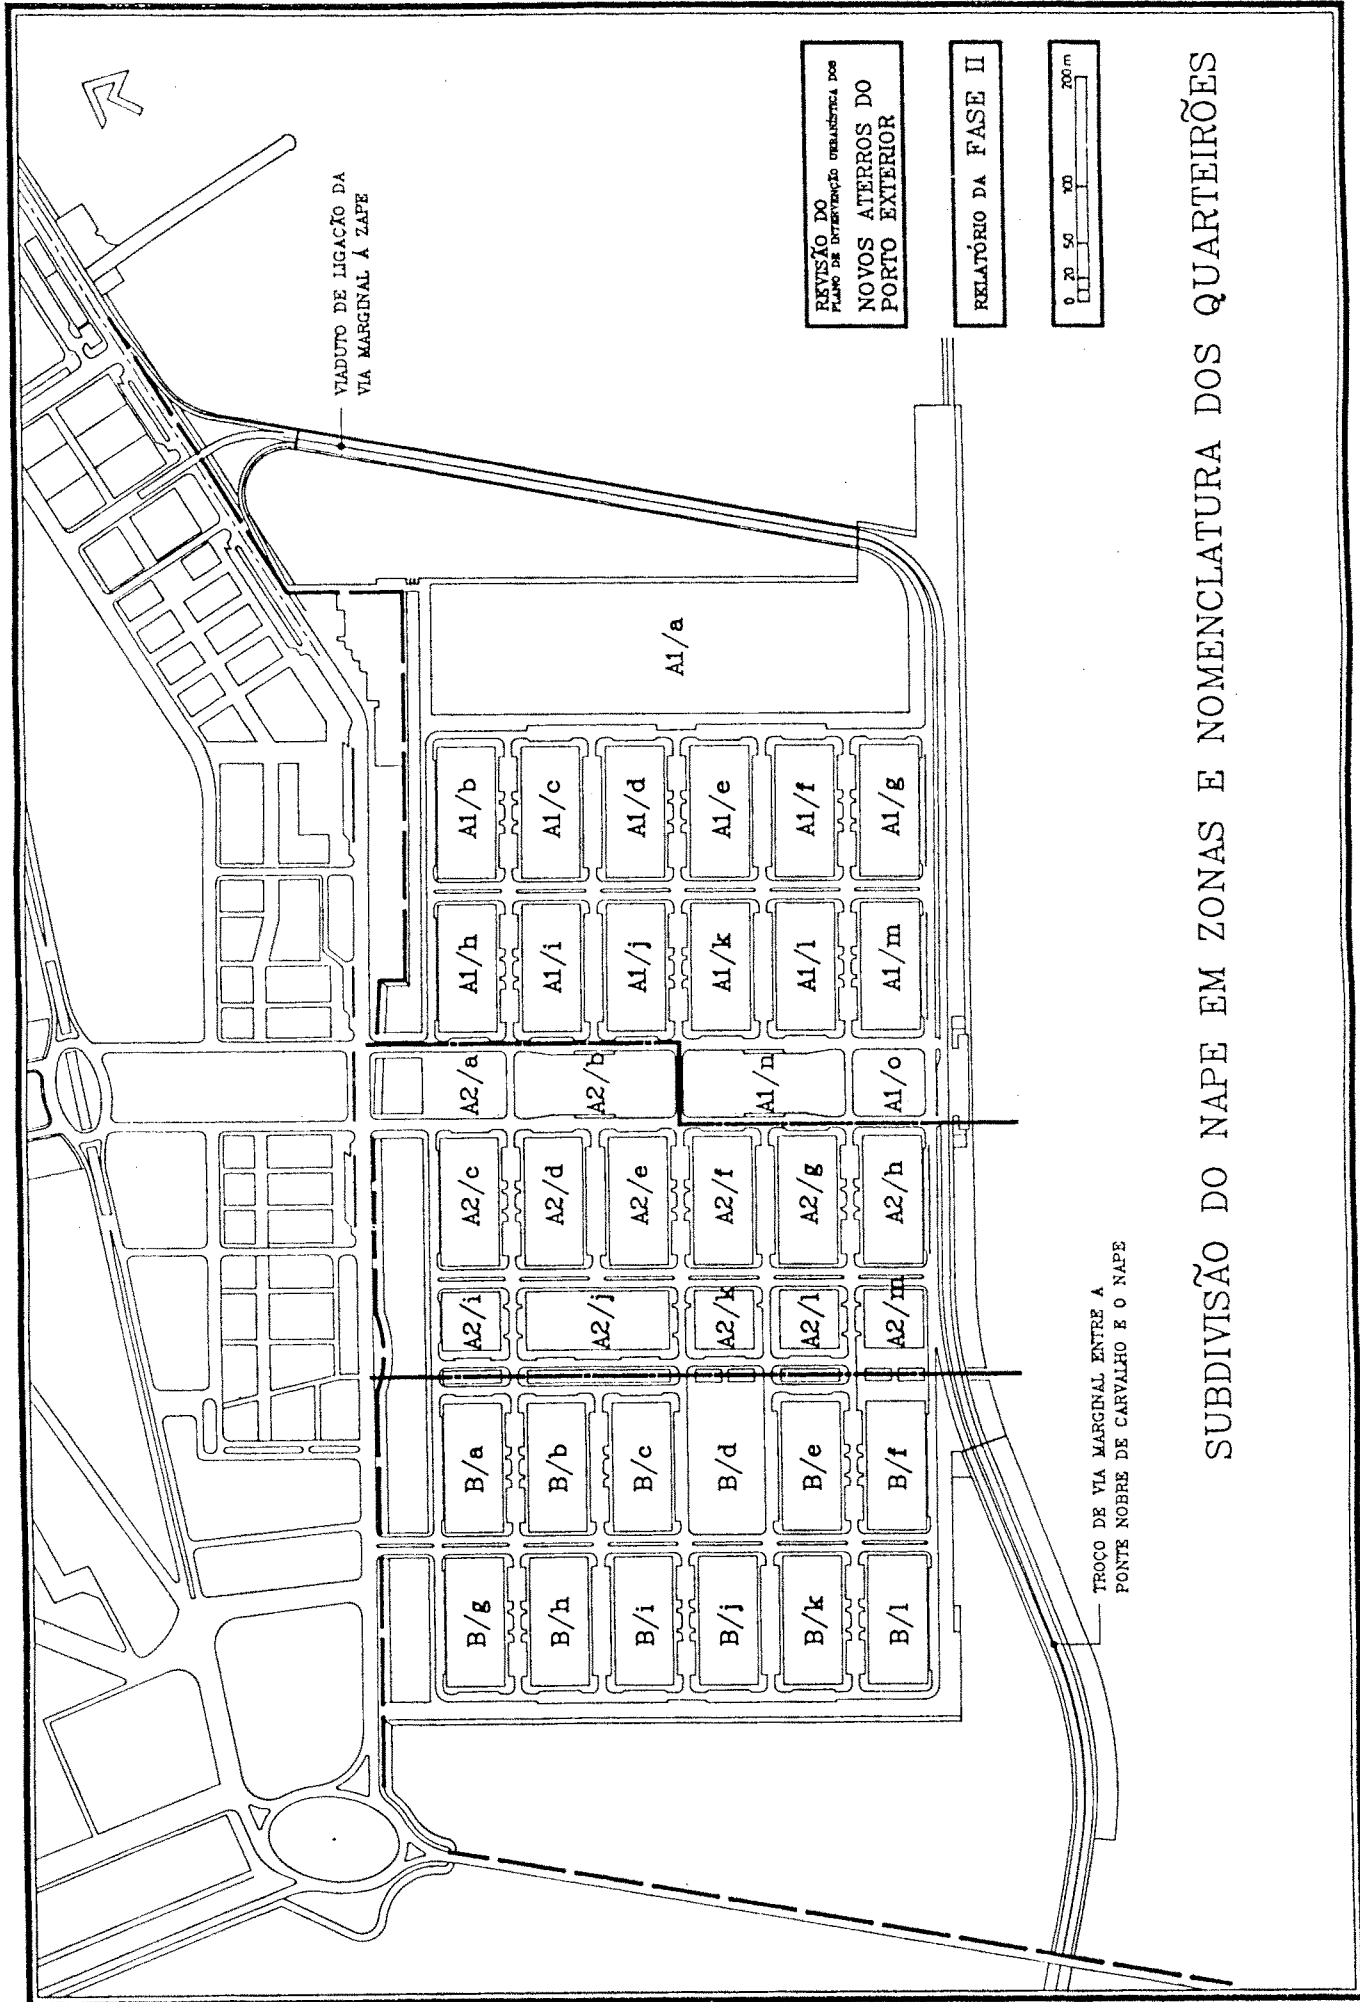 SUBDIVISÃO DO NAPE EM ZONAS E NOMENCLATURA DOS QUARTEIRÕES
REVISÃO DO
PLANO DE INTERVENÇÃO URBANÍSTICA DOS
NOVOS ATERROS DO
PORTO EXTERIOR
RELATÓRIO DA FASE II
0 20 50 100 200 m
VIADUTO DE LIGAÇÃO DA
VIA MARGINAL Á ZAPE
TROÇO DE VIA MARGINAL ENTRE A
PONTE NOBRE DE CARVALHO E O NAPE
B/g B/a A2/i A2/c A2/a A1/h A1/b
B/h B/b A2/j A2/d A2/b A1/i A1/c A1/a
B/i B/c A2/e A1/j A1/d
B/j B/d A2/k A2/f A1/n A1/k A1/e
B/k B/e A2/l A2/g A1/l A1/f
B/l B/f A2/m A2/h A1/o A1/m A1/g